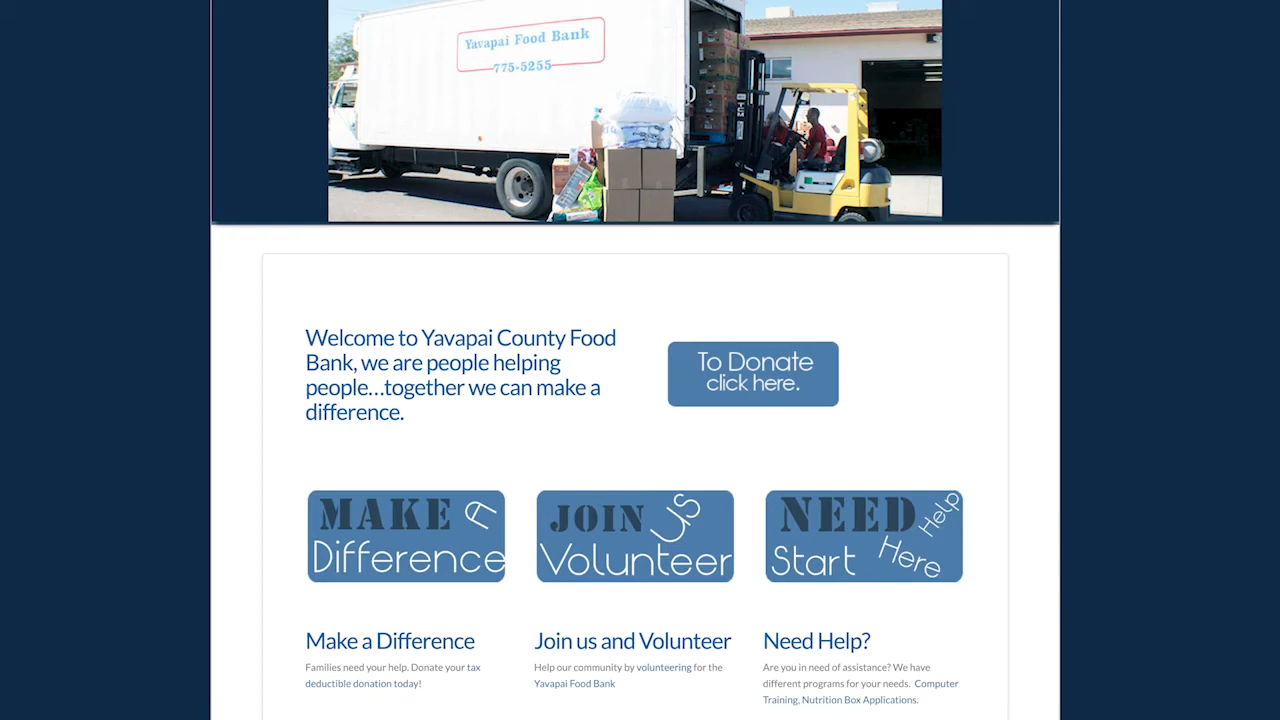 Yavapai Food Bank
775-5255
Welcome to Yavapai County Food
Bank, we are people helping
people...together we can make a
difference.
To Donate
click here.
MAKE A
Difference
JOIN US
Volunteer
NEED Help
Start Here
Make a Difference
Families need your help. Donate your tax
deductible donation today!
Join us and Volunteer
Help our community by volunteering for the
Yavapai Food Bank
Need Help?
Are you in need of assistance? We have
different programs for your needs. Computer
Training, Nutrition Box Applications.